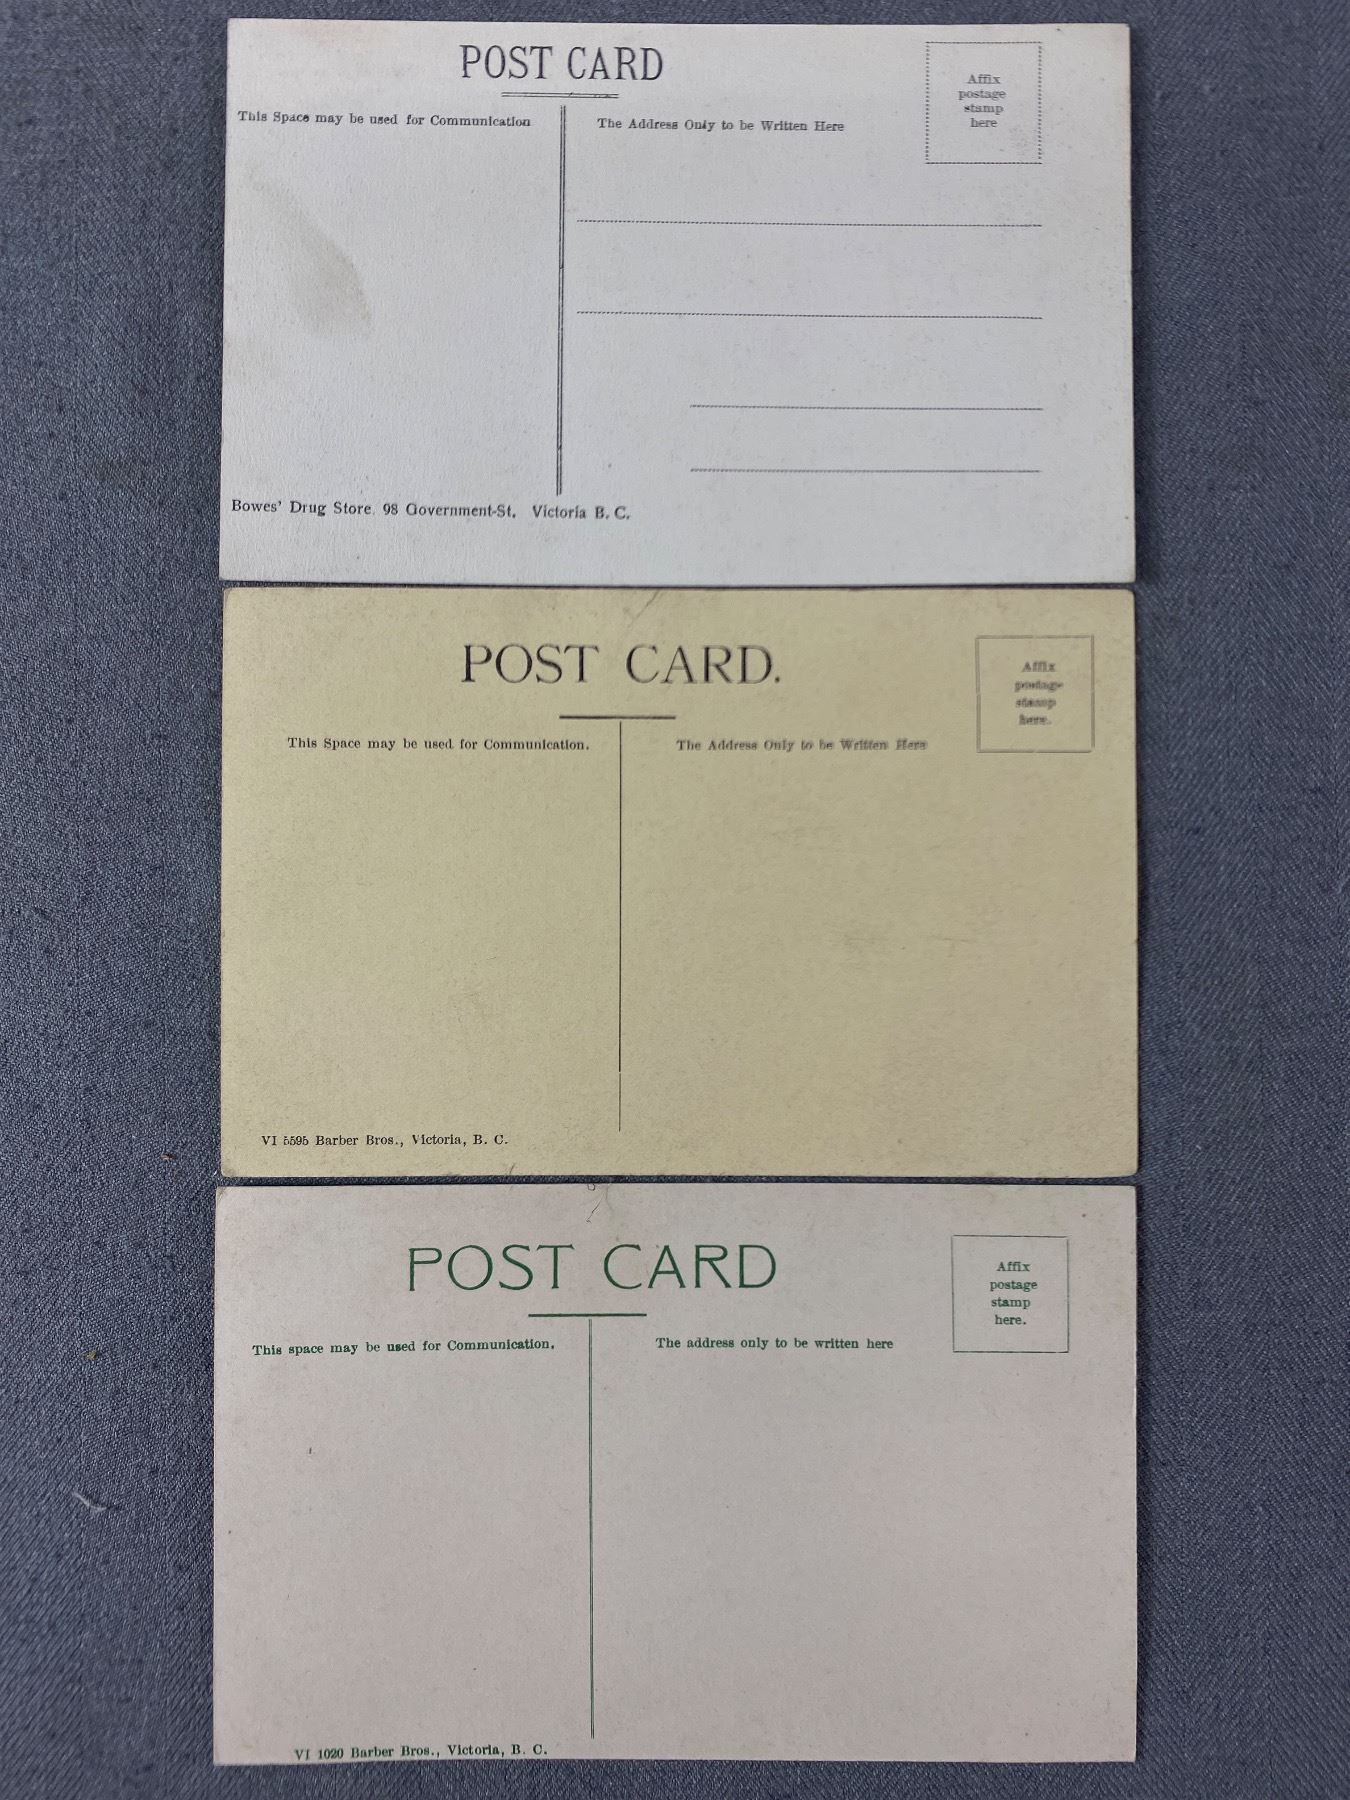 POST CARD
This Space may be used for Communication
The Address Only to be Written Here
Affix
postage
stamp
here
Bowes' Drug Store. 98 Government-St. Victoria B. C.
POST CARD.
This Space may be used for Communication.
The Address Only to be Written Here
Affix
postage
stamp
here.
VI 5595 Barber Bros., Victoria, B. C.
POST CARD
This space may be used for Communication.
The address only to be written here
Affix
postage
stamp
here.
VI 1020 Barber Bros., Victoria, B. C.